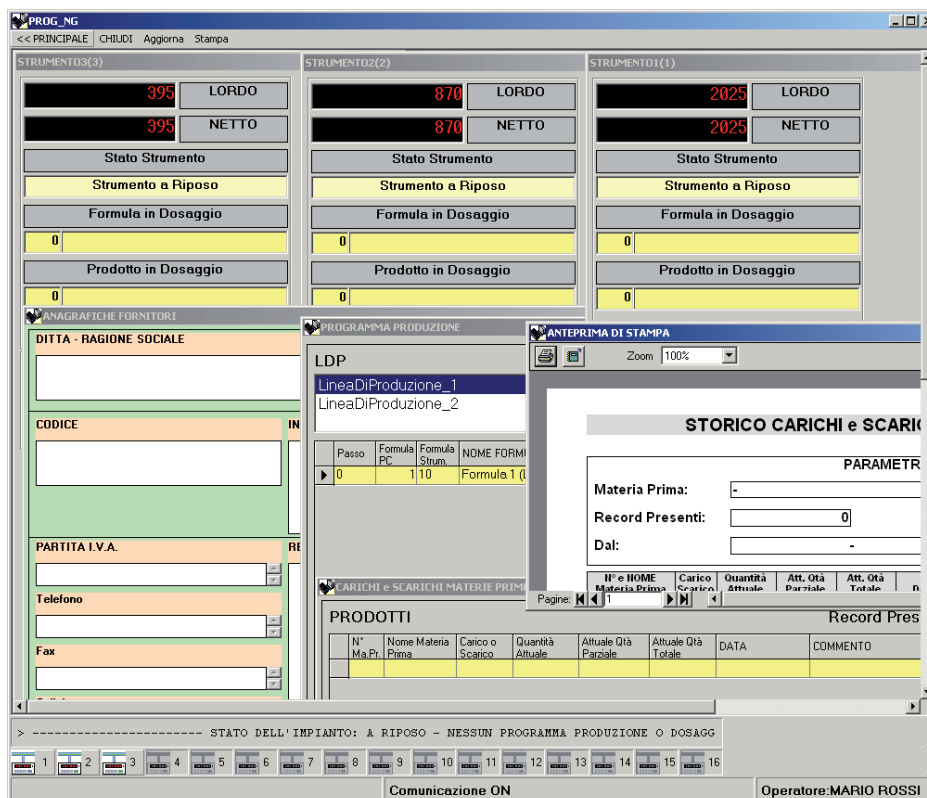 PROG_NG
<< PRINCIPALE CHIUDI Aggiorna Stampa
STRUMENTO3(3)
395 LORDO
395 NETTO
Stato Strumento
Strumento a Riposo
Formula in Dosaggio
0
Prodotto in Dosaggio
0
STRUMENTO2(2)
870 LORDO
870 NETTO
Stato Strumento
Strumento a Riposo
Formula in Dosaggio
0
Prodotto in Dosaggio
0
STRUMENTO1(1)
2025 LORDO
2025 NETTO
Stato Strumento
Strumento a Riposo
Formula in Dosaggio
0
Prodotto in Dosaggio
0
ANAGRAFICHE FORNITORI
DITTA - RAGIONE SOCIALE
CODICE IN
PARTITA I.V.A. RE
Telefono
Fax
PROGRAMMA PRODUZIONE
LDP
LineaDiProduzione_1
LineaDiProduzione_2
Passo Formula PC Formula Strum. NOME FORM
0 1 10 Formula 1 (L
ANTEPRIMA DI STAMPA
Zoom 100%
STORICO CARICHI e SCARIC
PARAMETR
Materia Prima: -
Record Presenti: 0
Dal: -
N° e NOME Materia Prima Carico Scarico Quantità Attuale Att. Qtà Parziale Att. Qtà Totale D
Pagine: 1
CARICHI e SCARICHI MATERIE PRIME
PRODOTTI Record Pres
N° Ma.Pr. Nome Materia Prima Carico o Scarico Quantità Attuale Attuale Qtà Parziale Attuale Qtà Totale DATA COMMENTO
> ------------------------ STATO DELL'IMPIANTO: A RIPOSO - NESSUN PROGRAMMA PRODUZIONE O DOSAGG
1 2 3 4 5 6 7 8 9 10 11 12 13 14 15 16
Comunicazione ON Operatore:MARIO ROSSI